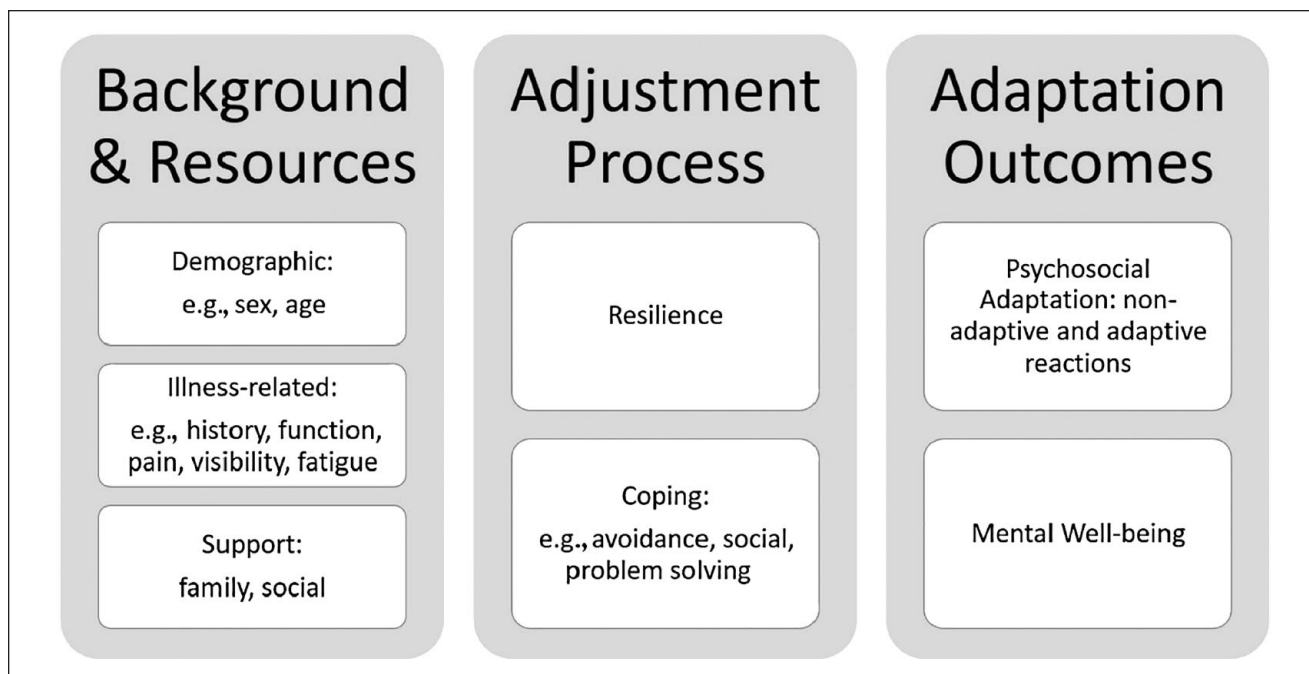 Background
& Resources
Demographic:
e.g., sex, age
Illness-related:
e.g., history, function,
pain, visibility, fatigue
Support:
family, social
Adjustment
Process
Resilience
Coping:
e.g., avoidance, social,
problem solving
Adaptation
Outcomes
Psychosocial
Adaptation: non-
adaptive and adaptive
reactions
Mental Well-being